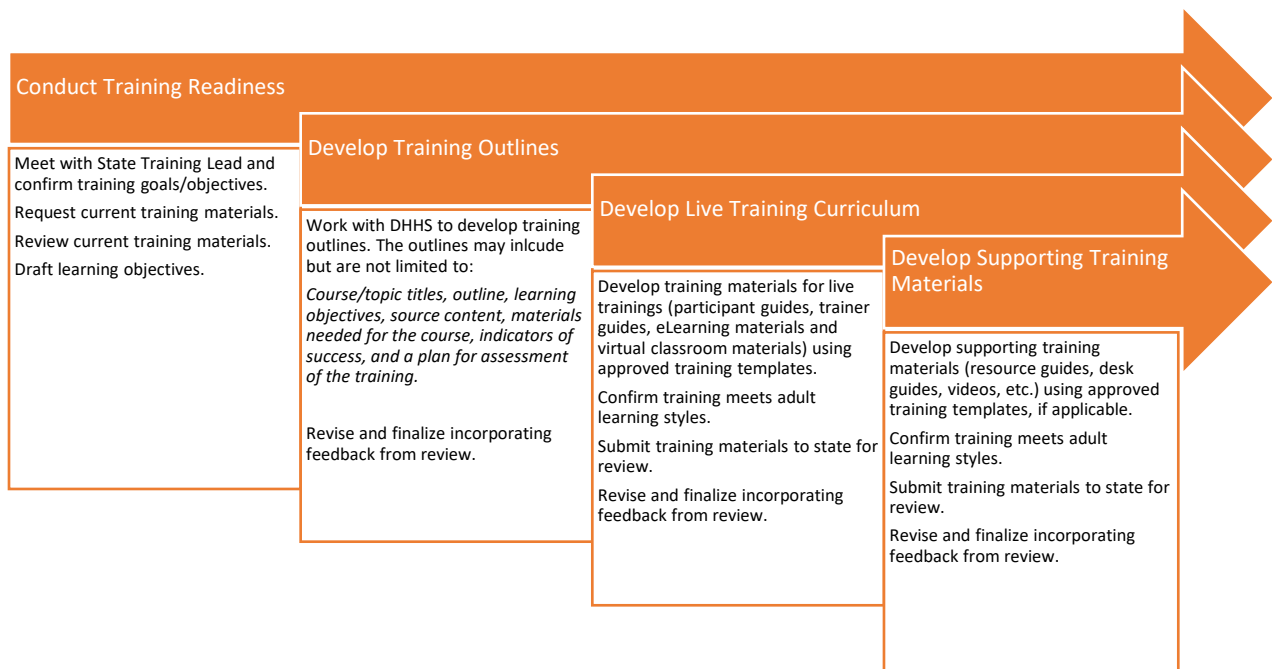 Conduct Training Readiness
Meet with State Training Lead and
confirm training goals/objectives.
Request current training materials.
Review current training materials.
Draft learning objectives.
Develop Training Outlines
Work with DHHS to develop training
outlines. The outlines may inlcude
but are not limited to:
Course/topic titles, outline, learning
objectives, source content, materials
needed for the course, indicators of
success, and a plan for assessment
of the training.
Revise and finalize incorporating
feedback from review.
Develop Live Training Curriculum
Develop training materials for live
trainings (participant guides, trainer
guides, eLearning materials and
virtual classroom materials) using
approved training templates.
Confirm training meets adult
learning styles.
Submit training materials to state for
review.
Revise and finalize incorporating
feedback from review.
Develop Supporting Training
Materials
Develop supporting training
materials (resource guides, desk
guides, videos, etc.) using approved
training templates, if applicable.
Confirm training meets adult
learning styles.
Submit training materials to state for
review.
Revise and finalize incorporating
feedback from review.